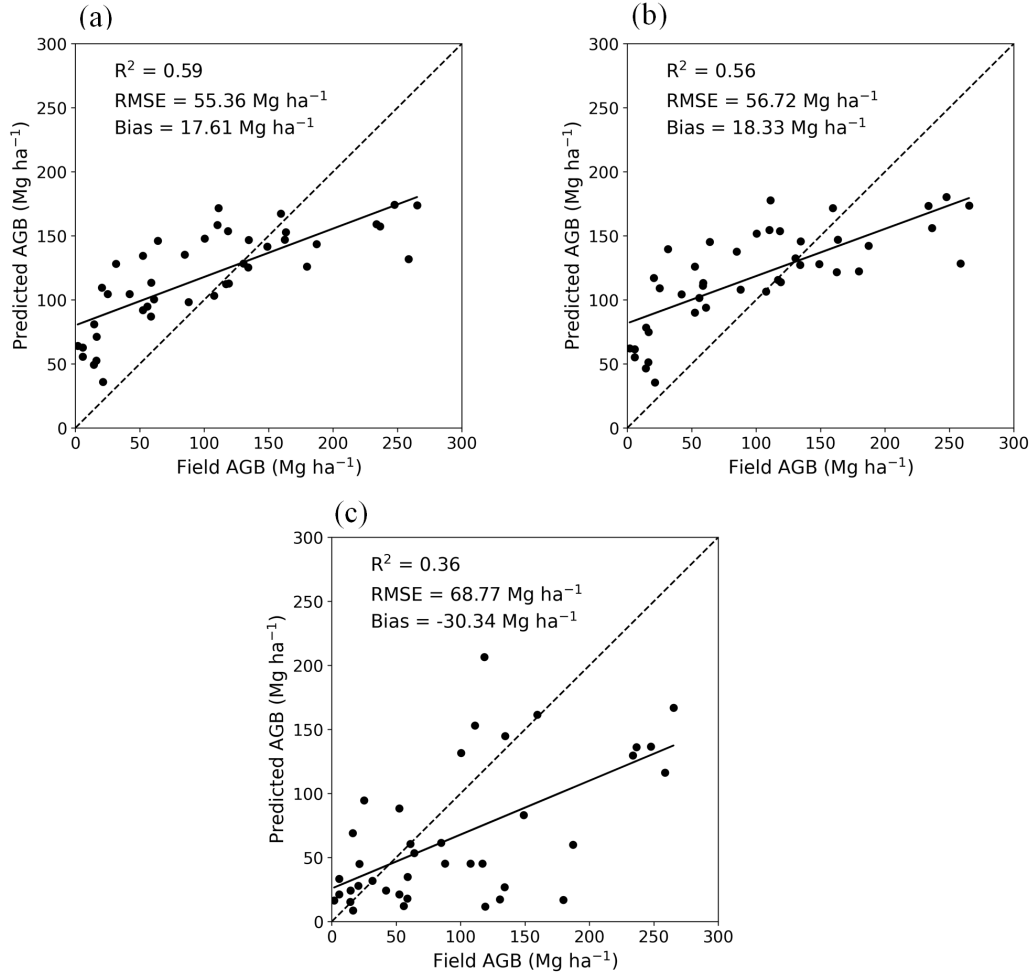 (a)
300
250
200
150
100
50
0
Predicted AGB (Mg ha⁻¹)
R² = 0.59
RMSE = 55.36 Mg ha⁻¹
Bias = 17.61 Mg ha⁻¹
0 50 100 150 200 250 300
Field AGB (Mg ha⁻¹)
(b)
300
250
200
150
100
50
0
Predicted AGB (Mg ha⁻¹)
R² = 0.56
RMSE = 56.72 Mg ha⁻¹
Bias = 18.33 Mg ha⁻¹
0 50 100 150 200 250 300
Field AGB (Mg ha⁻¹)
(c)
300
250
200
150
100
50
0
Predicted AGB (Mg ha⁻¹)
R² = 0.36
RMSE = 68.77 Mg ha⁻¹
Bias = -30.34 Mg ha⁻¹
0 50 100 150 200 250 300
Field AGB (Mg ha⁻¹)